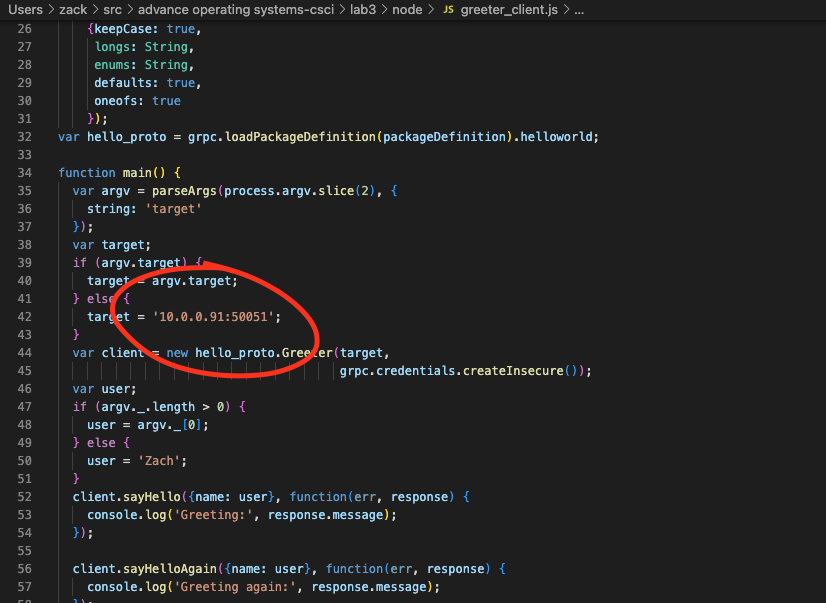 Users > zack > src > advance operating systems-csci > lab3 > node > JS greeter_client.js > ...
26 {keepCase: true,
27 longs: String,
28 enums: String,
29 defaults: true,
30 oneofs: true
31 });
32 var hello_proto = grpc.loadPackageDefinition(packageDefinition).helloworld;
33
34 function main() {
35 var argv = parseArgs(process.argv.slice(2), {
36 string: 'target'
37 });
38 var target;
39 if (argv.target) {
40 target = argv.target;
41 } else {
42 target = '10.0.0.91:50051';
43 }
44 var client = new hello_proto.Greeter(target,
45 grpc.credentials.createInsecure());
46 var user;
47 if (argv._.length > 0) {
48 user = argv._[0];
49 } else {
50 user = 'Zach';
51 }
52 client.sayHello({name: user}, function(err, response) {
53 console.log('Greeting:', response.message);
54 });
55
56 client.sayHelloAgain({name: user}, function(err, response) {
57 console.log('Greeting again:', response.message);
58 });